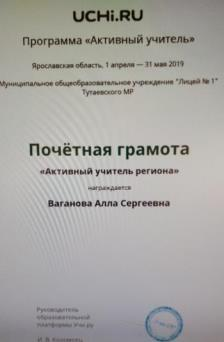 UCHi.RU
Программа «Активный учитель»
Ярославская область, 1 апреля — 31 мая 2019
Муниципальное общеобразовательное учреждение "Лицей № 1"
Тутаевского МР
Почётная грамота
«Активный учитель региона»
награждается
Ваганова Алла Сергеевна
Руководитель
образовательной
платформы Учи.ру